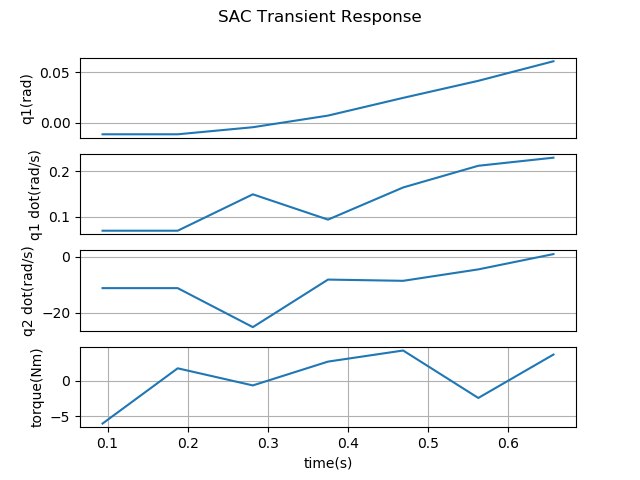 SAC Transient Response
0.05
0.00
q1(rad)
0.2
0.1
q1 dot(rad/s)
0
−20
q2 dot(rad/s)
0
−5
torque(Nm)
0.1 0.2 0.3 0.4 0.5 0.6
time(s)